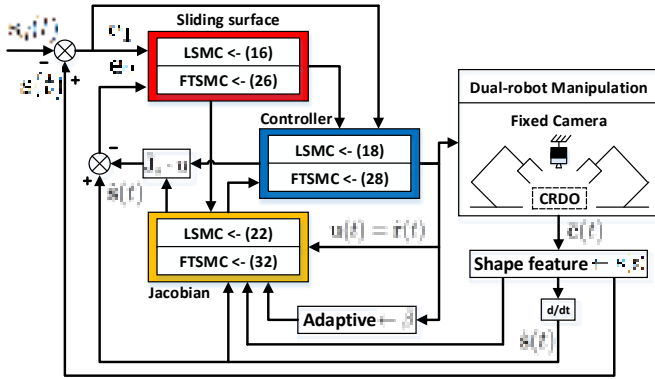 Sliding surface
LSMC <- (16)
FTSMC <- (26)
e₁
Controller
LSMC <- (18)
FTSMC <- (28)
Dual-robot Manipulation
Fixed Camera
CRDO
c̄(t)
− +
− +
ṡ(t)
LSMC <- (22)
FTSMC <- (32)
Jacobian
u(t) = ṙ(t)
Shape feature ←
Adaptive ←
d/dt
ṡ(t)